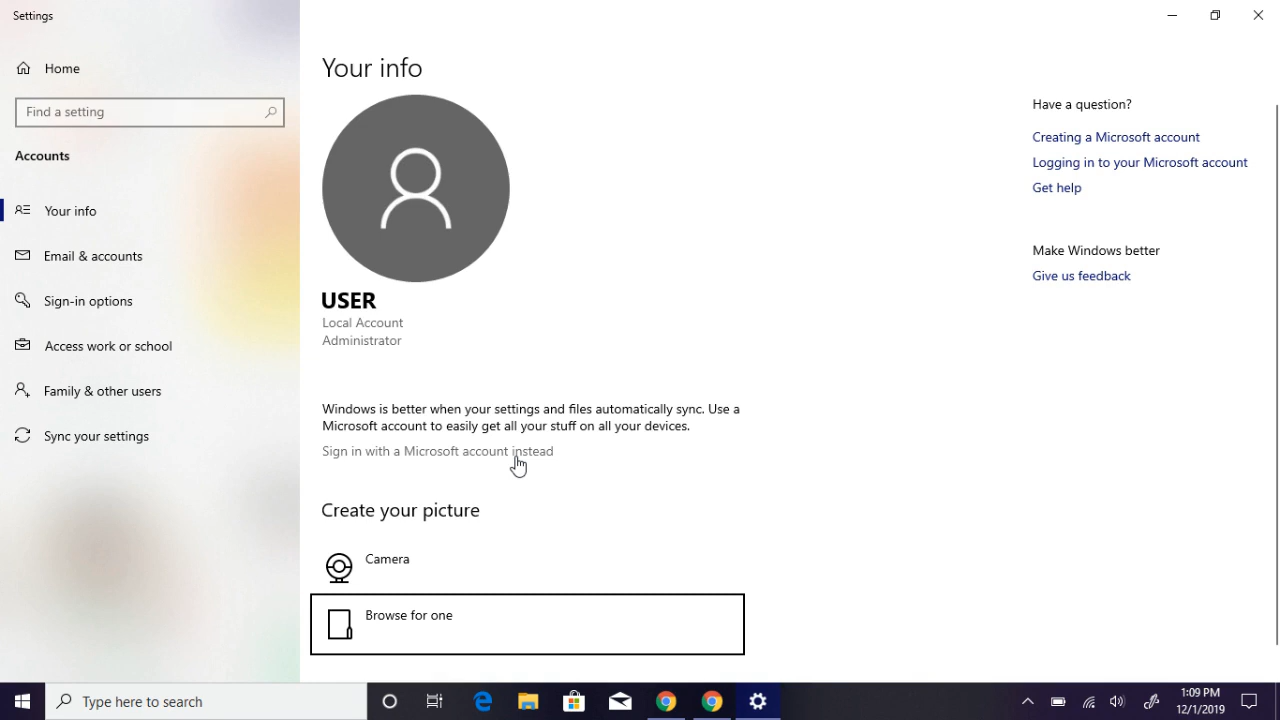 Settings
Home
Find a setting
Accounts
Your info
Email & accounts
Sign-in options
Access work or school
Family & other users
Sync your settings
Your info
USER
Local Account
Administrator
Windows is better when your settings and files automatically sync. Use a
Microsoft account to easily get all your stuff on all your devices.
Sign in with a Microsoft account instead
Create your picture
Camera
Browse for one
Have a question?
Creating a Microsoft account
Logging in to your Microsoft account
Get help
Make Windows better
Give us feedback
Type here to search
1:09 PM
12/1/2019